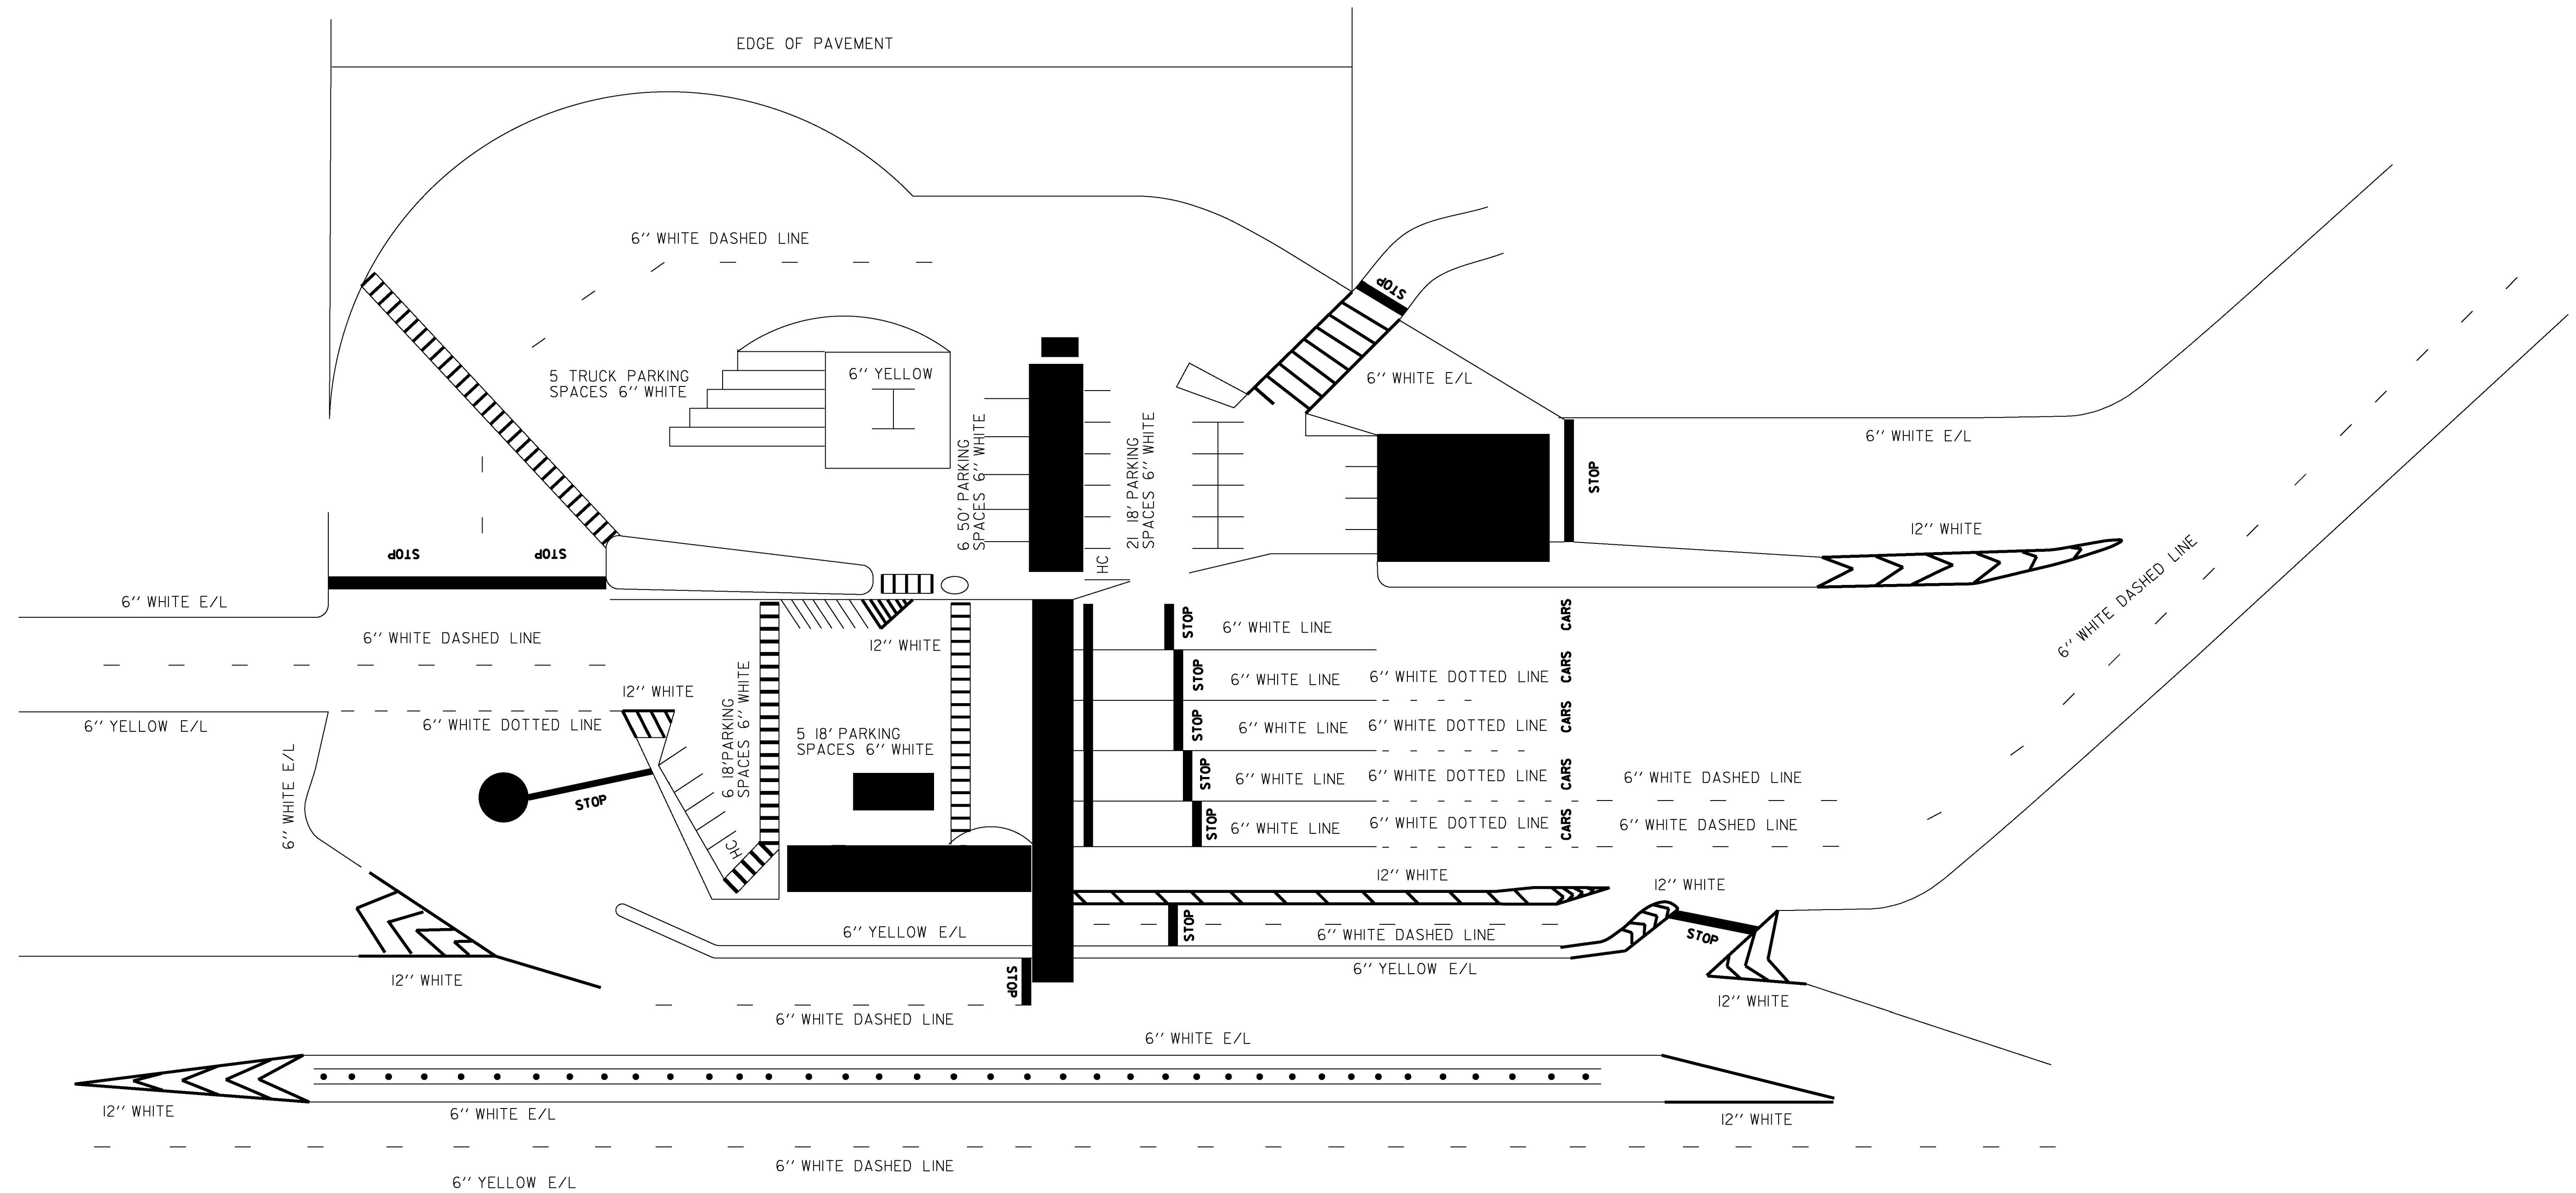 EDGE OF PAVEMENT
6'' WHITE DASHED LINE
STOP
5 TRUCK PARKING
SPACES 6'' WHITE
6'' YELLOW
6'' WHITE E/L
6 50' PARKING
SPACES 6'' WHITE
21 18' PARKING
SPACES 6'' WHITE
6'' WHITE E/L
STOP
12'' WHITE
STOP
STOP
HC
6'' WHITE DASHED LINE
6'' WHITE E/L
6'' WHITE DASHED LINE
12'' WHITE
STOP
6'' WHITE LINE
CARS
12'' WHITE
6'' YELLOW E/L
6'' WHITE DOTTED LINE
6 18'PARKING
SPACES 6'' WHITE
5 18' PARKING
SPACES 6'' WHITE
STOP
6'' WHITE LINE
6'' WHITE DOTTED LINE
CARS
STOP
6'' WHITE LINE
6'' WHITE DOTTED LINE
CARS
6'' WHITE E/L
STOP
STOP
6'' WHITE LINE
6'' WHITE DOTTED LINE
CARS
6'' WHITE DASHED LINE
HC
STOP
6'' WHITE LINE
6'' WHITE DOTTED LINE
CARS
6'' WHITE DASHED LINE
12'' WHITE
12'' WHITE
6'' YELLOW E/L
STOP
6'' WHITE DASHED LINE
STOP
12'' WHITE
STOP
6'' YELLOW E/L
12'' WHITE
6'' WHITE DASHED LINE
6'' WHITE E/L
12'' WHITE
6'' WHITE E/L
12'' WHITE
6'' WHITE DASHED LINE
6'' YELLOW E/L